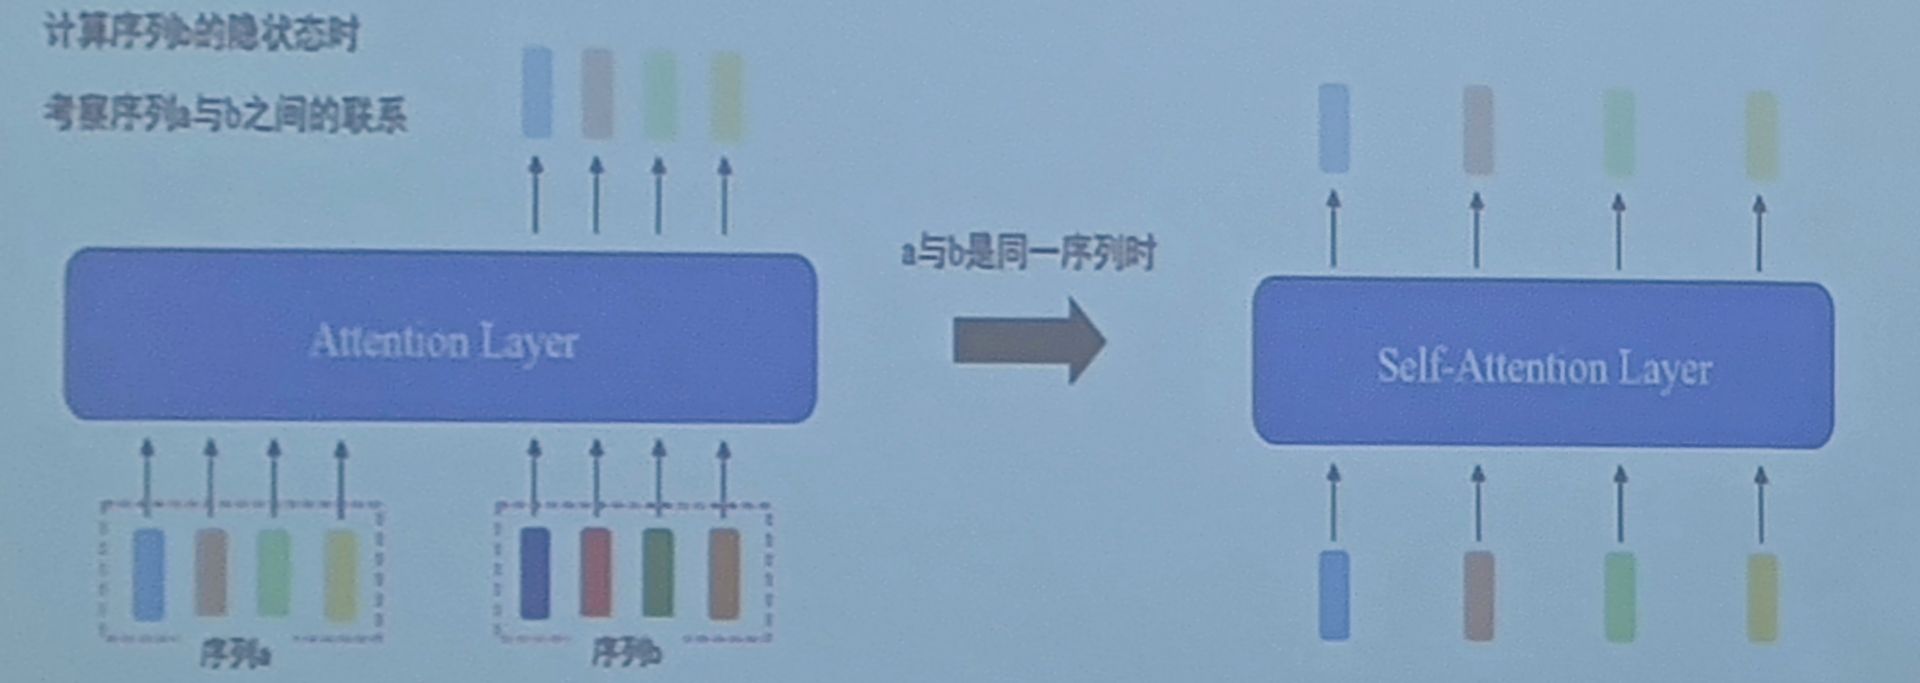 计算序列b的隐状态时
考察序列a与b之间的联系
a与b是同一序列时
Attention Layer
Self-Attention Layer
序列a
序列b